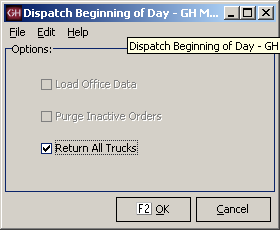 GH Dispatch Beginning of Day - GH M...
File Edit Help
Dispatch Beginning of Day - GH
Options:
Load Office Data
Purge Inactive Orders
Return All Trucks
F2 OK Cancel